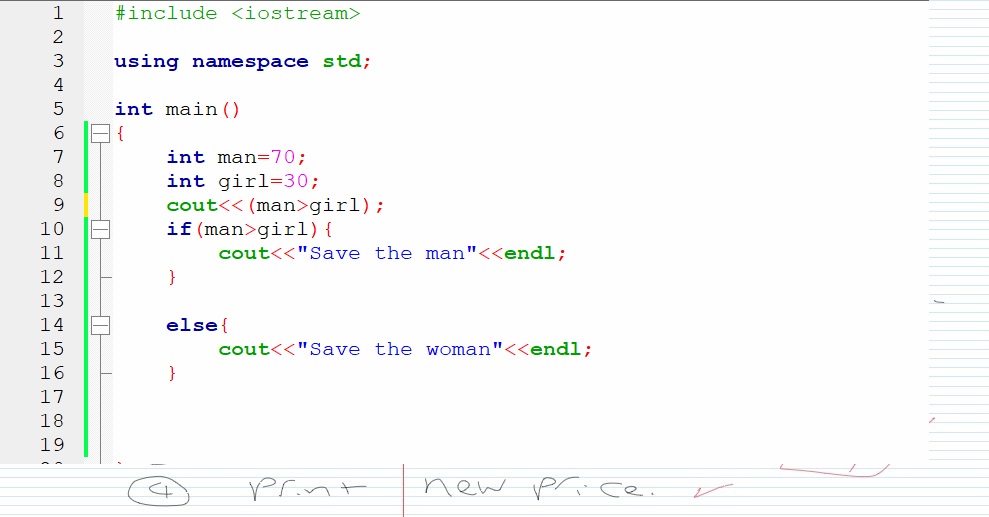 1 #include <iostream>
2
3 using namespace std;
4
5 int main()
6 {
7 int man=70;
8 int girl=30;
9 cout<<(man>girl);
10 if(man>girl){
11 cout<<"Save the man"<<endl;
12 }
13
14 else{
15 cout<<"Save the woman"<<endl;
16 }
17
18
19
4 Print new price.